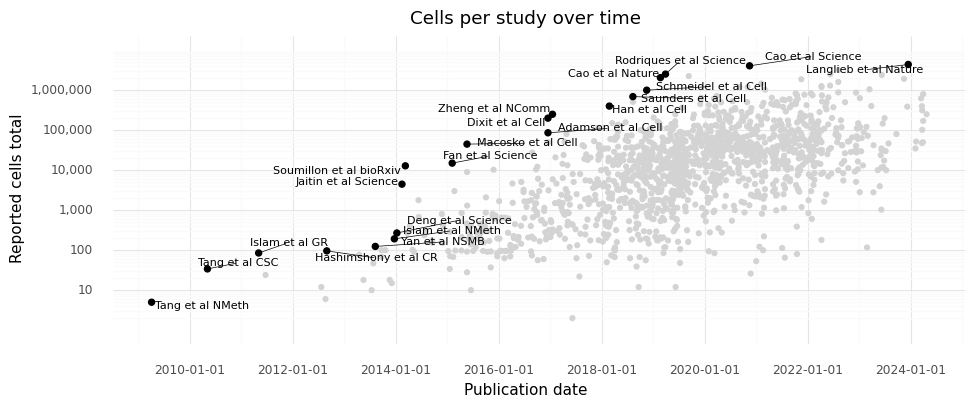 Cells per study over time
Rodriques et al Science
Cao et al Science
Cao et al Nature
Langlieb et al Nature
Schmeidel et al Cell
Saunders et al Cell
Han et al Cell
Zheng et al NComm
Dixit et al Cell
Adamson et al Cell
Macosko et al Cell
Fan et al Science
Soumillon et al bioRxiv
Jaitin et al Science
Deng et al Science
Islam et al NMeth
Yan et al NSMB
Islam et al GR
Hashimshony et al CR
Tang et al CSC
Tang et al NMeth
Reported cells total
1,000,000
100,000
10,000
1,000
100
10
2010-01-01
2012-01-01
2014-01-01
2016-01-01
2018-01-01
2020-01-01
2022-01-01
2024-01-01
Publication date